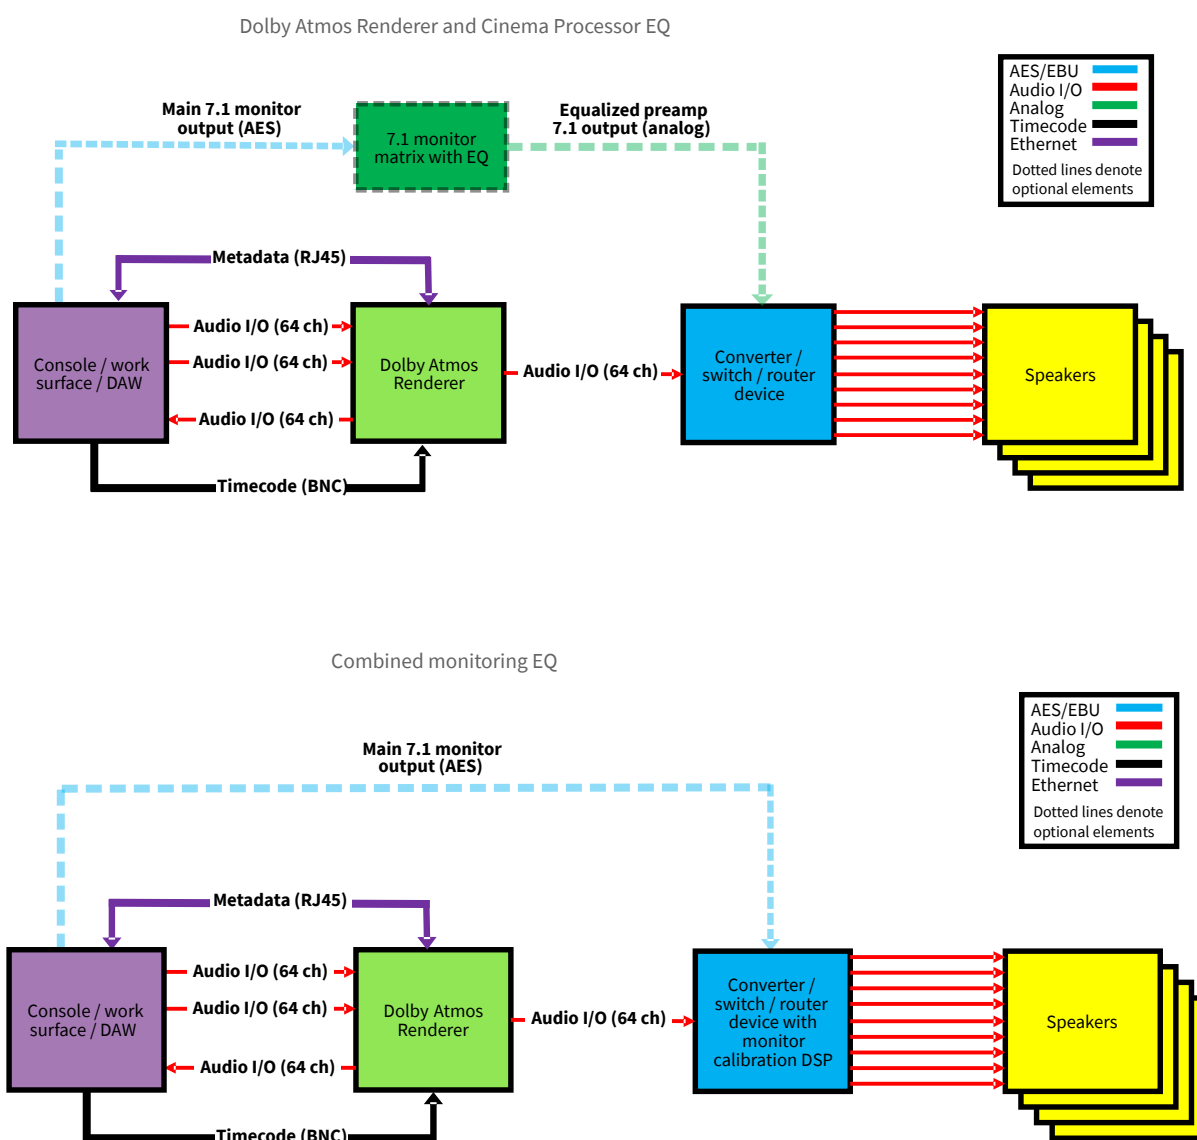 Dolby Atmos Renderer and Cinema Processor EQ
AES/EBU
Audio I/O
Analog
Timecode
Ethernet
Dotted lines denote
optional elements
Main 7.1 monitor
output (AES)
7.1 monitor
matrix with EQ
Equalized preamp
7.1 output (analog)
Metadata (RJ45)
Console / work
surface / DAW
Audio I/O (64 ch)
Audio I/O (64 ch)
Audio I/O (64 ch)
Dolby Atmos
Renderer
Audio I/O (64 ch)
Converter /
switch / router
device
Speakers
Timecode (BNC)
Combined monitoring EQ
AES/EBU
Audio I/O
Analog
Timecode
Ethernet
Dotted lines denote
optional elements
Main 7.1 monitor
output (AES)
Metadata (RJ45)
Console / work
surface / DAW
Audio I/O (64 ch)
Audio I/O (64 ch)
Audio I/O (64 ch)
Dolby Atmos
Renderer
Audio I/O (64 ch)
Converter /
switch / router
device with
monitor
calibration DSP
Speakers
Timecode (BNC)